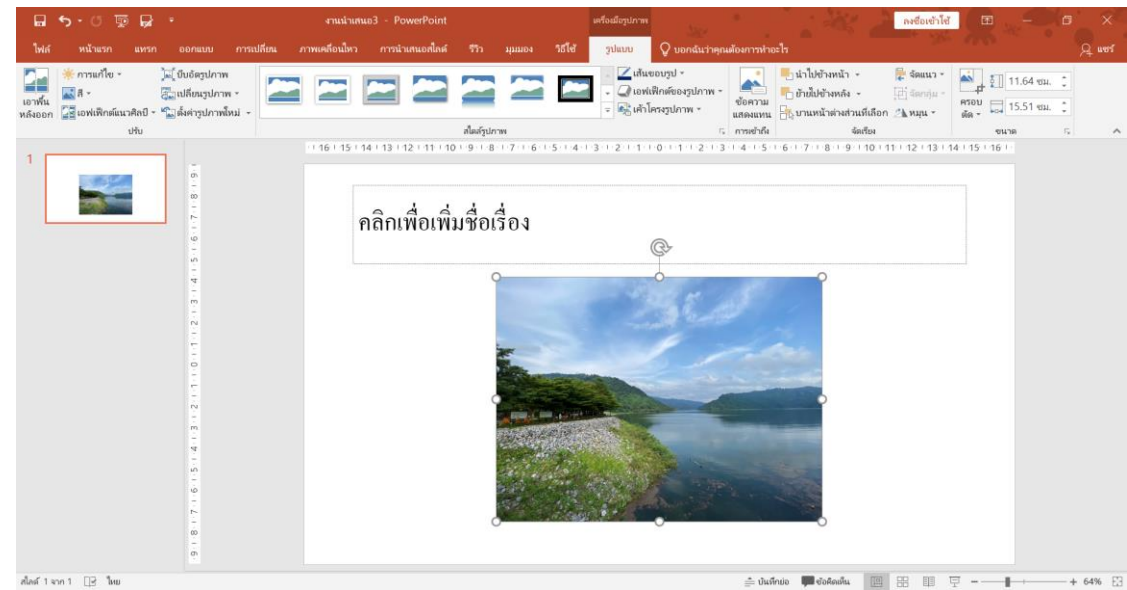 งานนำเสนอ3 - PowerPoint
เครื่องมือรูปภาพ
ลงชื่อเข้าใช้
ไฟล์ หน้าแรก แทรก ออกแบบ การเปลี่ยน ภาพเคลื่อนไหว การนำเสนอสไลด์ รีวิว มุมมอง วิธีใช้ รูปแบบ บอกฉันว่าคุณต้องการทำอะไร แชร์
เอาพื้นหลังออก
การแก้ไข
สี
เอฟเฟ็กต์แนวศิลป์
บีบอัดรูปภาพ
เปลี่ยนรูปภาพ
ตั้งค่ารูปภาพใหม่
ปรับ
สไตล์รูปภาพ
เส้นขอบรูป
เอฟเฟ็กต์ของรูปภาพ
เค้าโครงรูปภาพ
ข้อความแสดงแทน
การเข้าถึง
นำไปข้างหน้า
ย้ายไปข้างหลัง
บานหน้าต่างส่วนที่เลือก
จัดแนว
จัดกลุ่ม
หมุน
จัดเรียง
ครอบตัด
11.64 ซม.
15.51 ซม.
ขนาด
16 15 14 13 12 11 10 9 8 7 6 5 4 3 2 1 0 1 2 3 4 5 6 7 8 9 10 11 12 13 14 15 16
1
9 8 7 6 5 4 3 2 1 0 1 2 3 4 5 6 7 8 9
คลิกเพื่อเพิ่มชื่อเรื่อง
สไลด์ 1 จาก 1 ไทย บันทึกย่อ ข้อคิดเห็น 64%